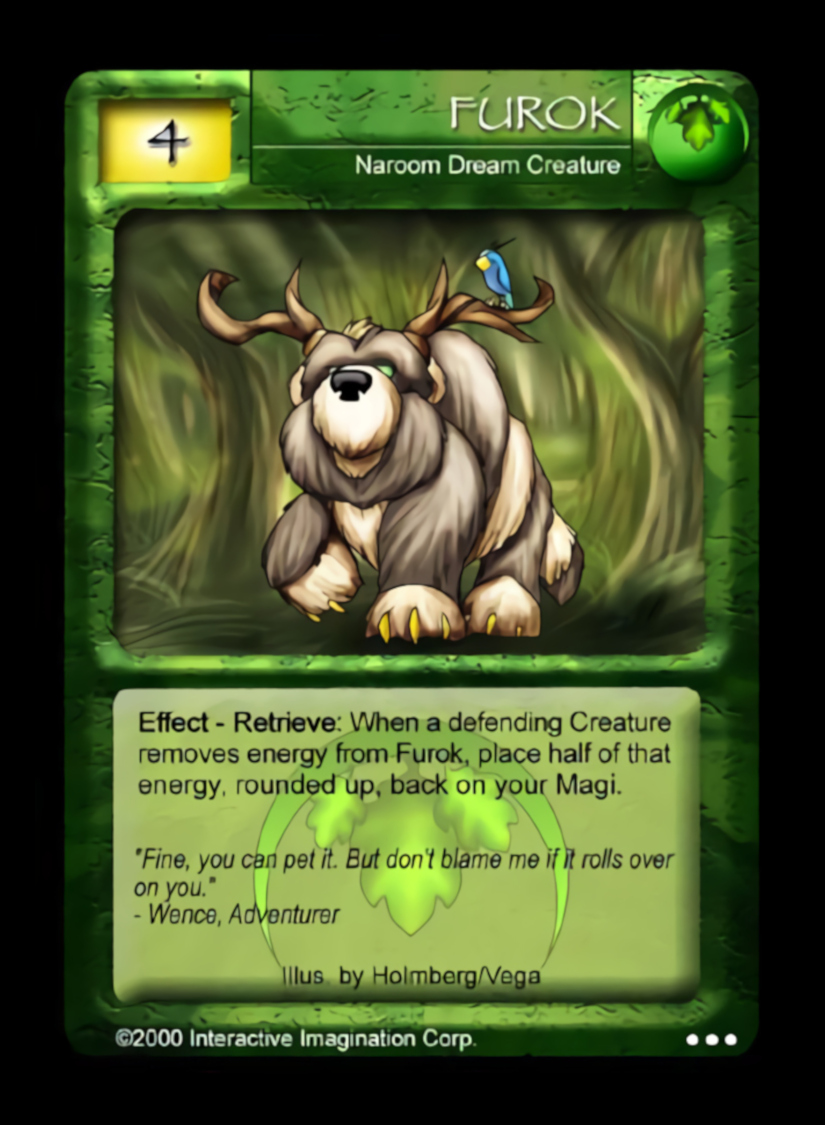 4
FUROK
Naroom Dream Creature
Effect - Retrieve: When a defending Creature
removes energy from Furok, place half of that
energy, rounded up, back on your Magi.
"Fine, you can pet it. But don't blame me if it rolls over
on you."
- Wence, Adventurer
Illus. by Holmberg/Vega
©2000 Interactive Imagination Corp.